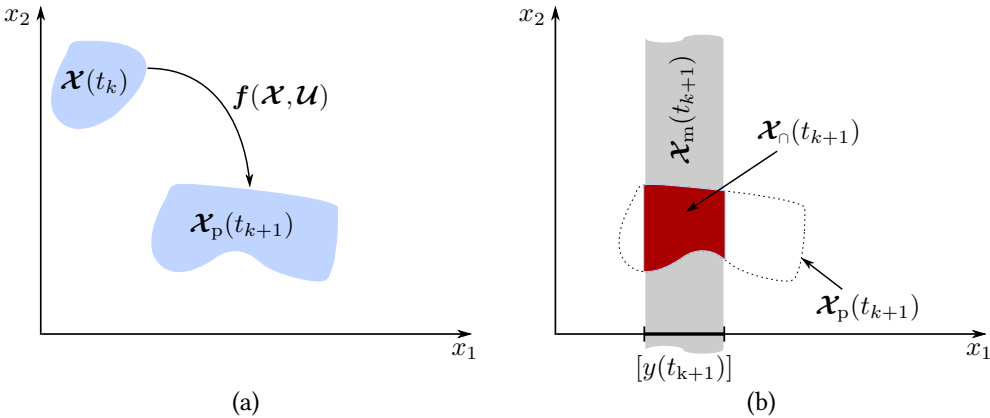 x₂
𝓧(tₖ)
f(𝓧,𝓤)
𝓧ₚ(tₖ₊₁)
x₁
(a)
x₂
𝓧ₘ(tₖ₊₁)
𝓧∩(tₖ₊₁)
𝓧ₚ(tₖ₊₁)
x₁
[y(tₖ₊₁)]
(b)